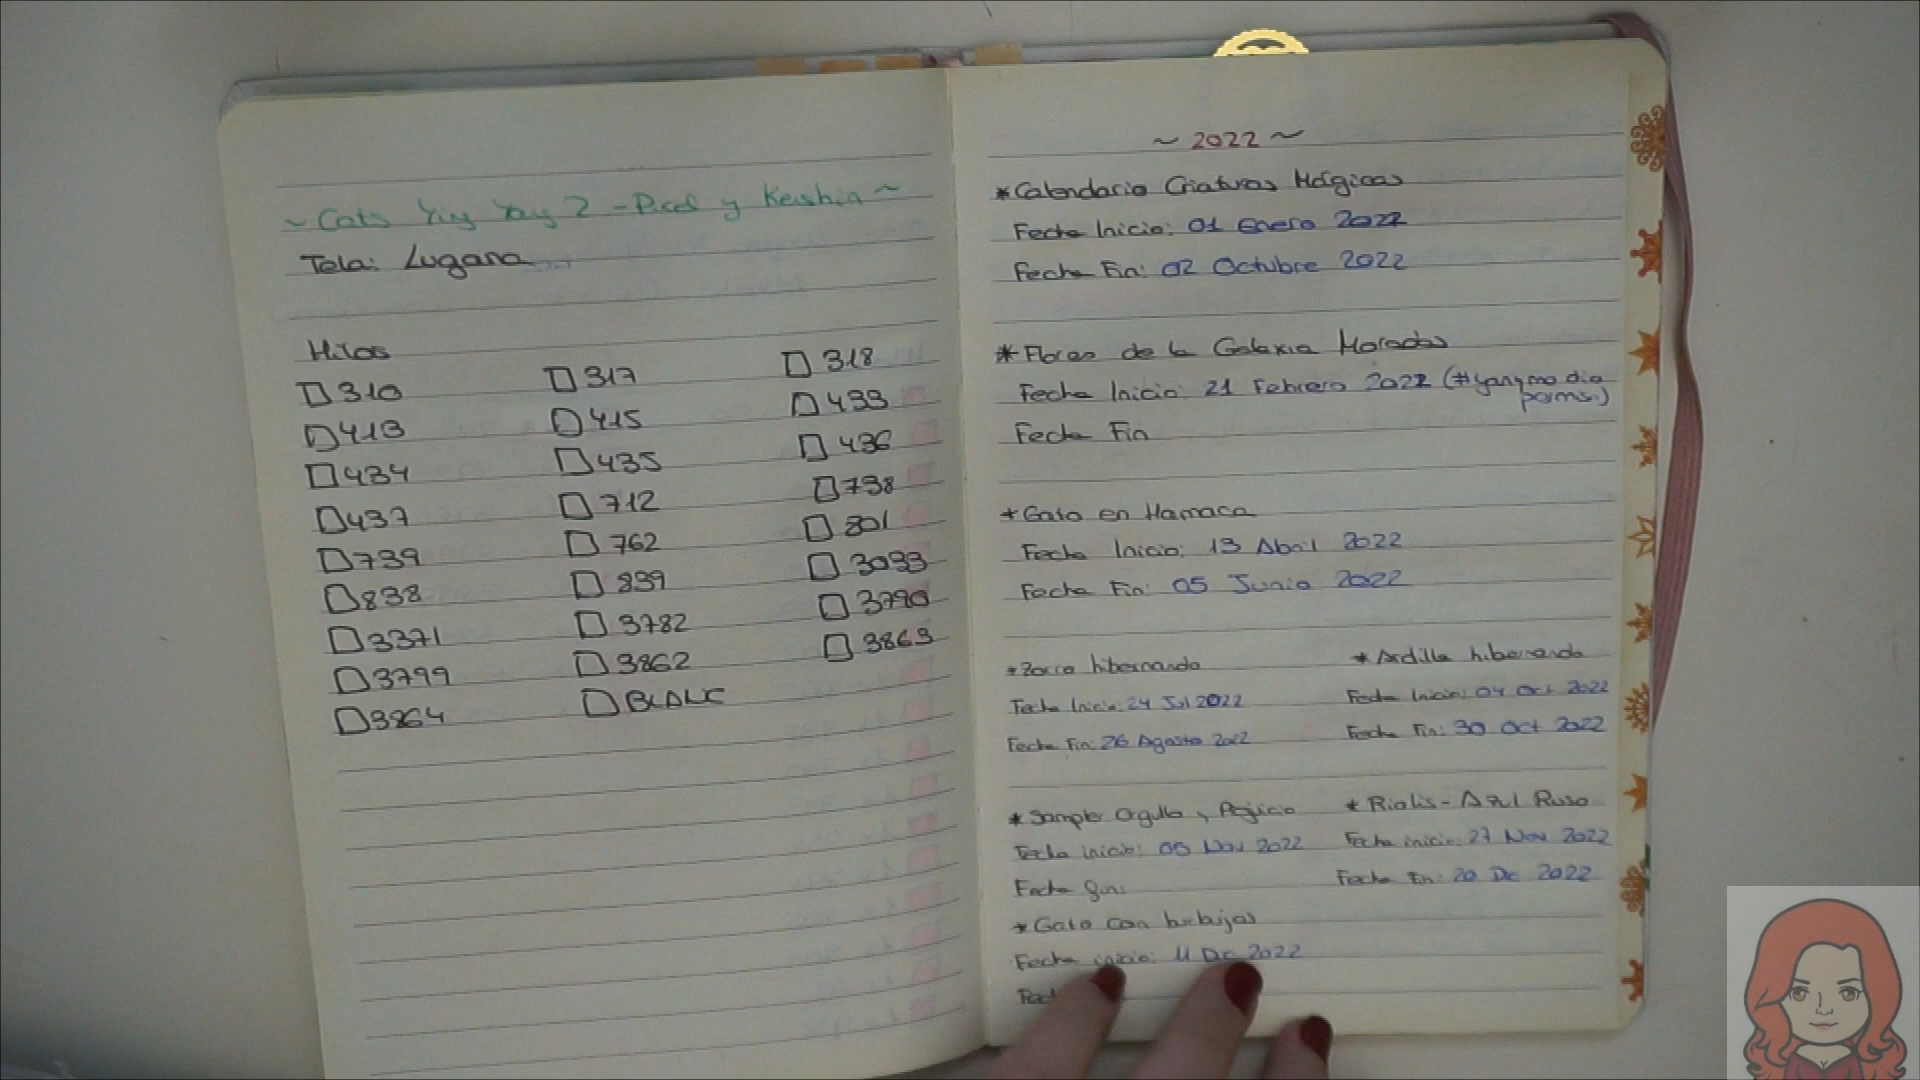 ~ Cats Yin Yang 2 - Picel y Kenshin ~
Tela: Lugana
Hilos
310 317 318
413 415 433
434 435 436
437 712 738
739 762 801
838 839 3033
3371 3782 3790
3799 3862 3863
3864 BLANC
~ 2022 ~
*Calendario Criaturas Mágicas
Fecha Inicio: 01 Enero 2022
Fecha Fin: 02 Octubre 2022
*Flores de la Galaxia Moradas
Fecha Inicio: 21 Febrero 2022
Fecha Fin
*Gato en Hamaca
Fecha Inicio: 13 Abril 2022
Fecha Fin: 05 Junio 2022
*Zorro hibernando
Fecha Inicio: 24 Jul 2022
Fecha Fin: 26 Agosto 2022
*Ardilla hibernando
Fecha Inicio: 04 Oct 2022
Fecha Fin: 30 Oct 2022
*Sampler Orgullo y Prejuicio
Fecha inicio: 05 Nov 2022
Fecha fin:
*Riolis - Azul Ruso
Fecha inicio: 27 Nov 2022
Fecha Fin: 20 Dic 2022
*Gato con burbujas
Fecha inicio: 11 Dic 2022